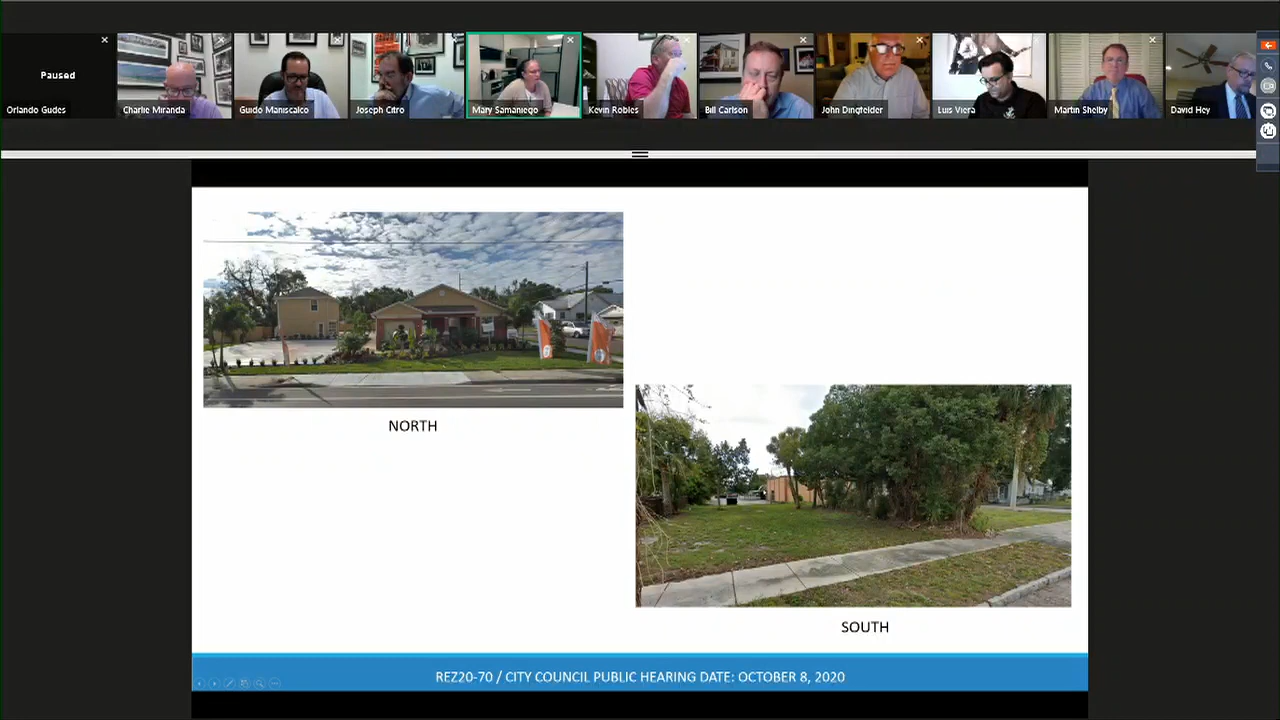 Paused
Orlando Gudes
Charlie Miranda
Gudo Maniscalco
Joseph Citro
Mary Samaniego
Kevin Robles
Bill Carlson
John Dingfelder
Luis Viera
Martin Shelby
David Hey
NORTH
SOUTH
REZ20-70 / CITY COUNCIL PUBLIC HEARING DATE: OCTOBER 8, 2020